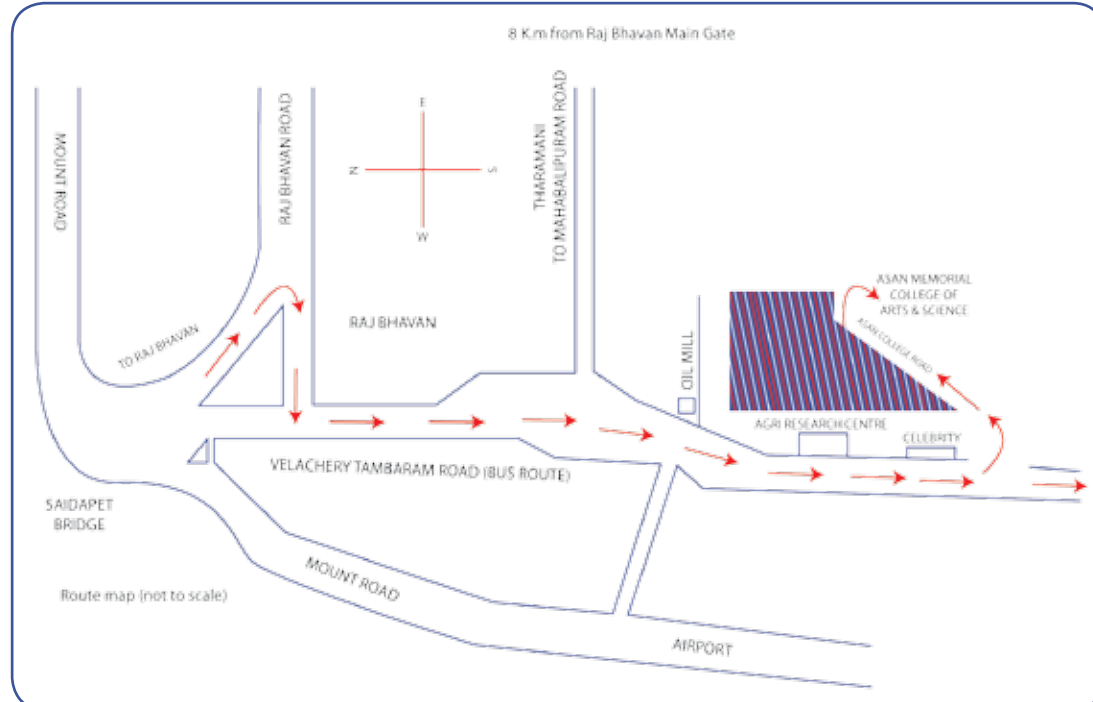 8 K.m from Raj Bhavan Main Gate
MOUNT ROAD
RAJ BHAVAN ROAD
E
N
S
W
THARAMANI
TO MAHABALIPURAM ROAD
TO RAJ BHAVAN
RAJ BHAVAN
OIL MILL
ASAN MEMORIAL
COLLEGE OF
ARTS & SCIENCE
ASAN COLLEGE ROAD
AGRI RESEARCH CENTRE
CELEBRITY
VELACHERY TAMBARAM ROAD (BUS ROUTE)
SAIDAPET
BRIDGE
MOUNT ROAD
Route map (not to scale)
AIRPORT